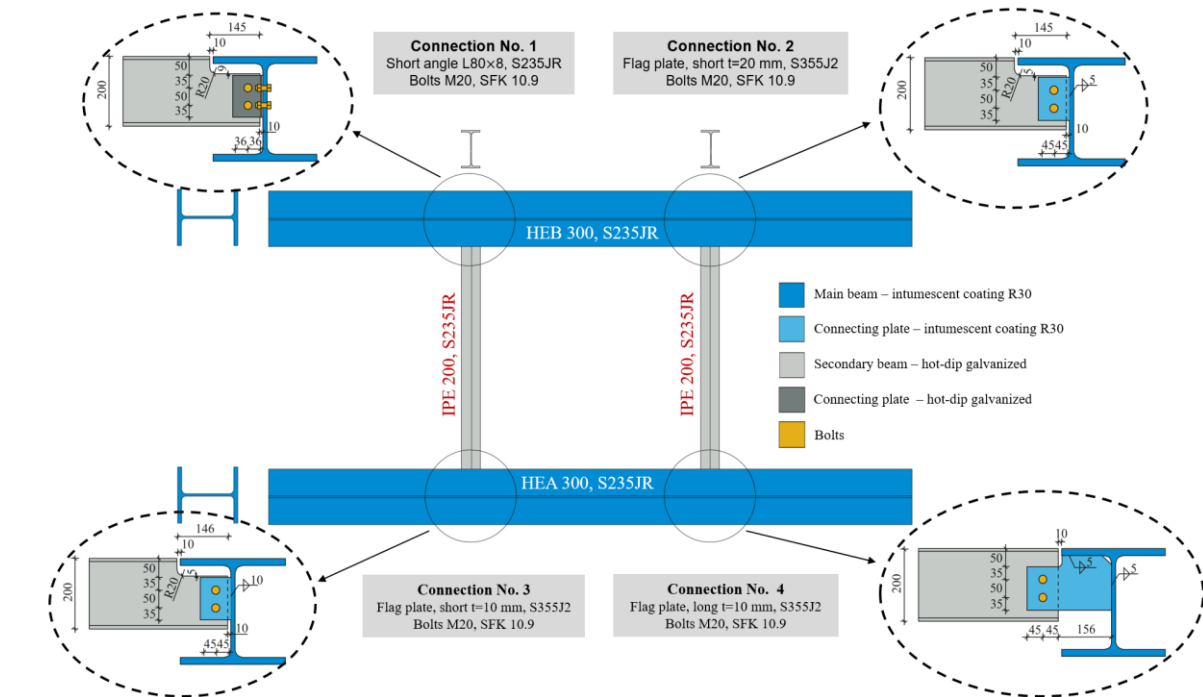 145
10
50
35
50
35
200
R20
9
10
36 36
Connection No. 1
Short angle L80×8, S235JR
Bolts M20, SFK 10.9
Connection No. 2
Flag plate, short t=20 mm, S355J2
Bolts M20, SFK 10.9
145
10
50
35
50
35
200
R20
5
5
10
45 45
HEB 300, S235JR
IPE 200, S235JR
IPE 200, S235JR
Main beam – intumescent coating R30
Connecting plate – intumescent coating R30
Secondary beam – hot-dip galvanized
Connecting plate – hot-dip galvanized
Bolts
HEA 300, S235JR
146
10
50
35
50
35
200
R20
5
10
10
45 45
Connection No. 3
Flag plate, short t=10 mm, S355J2
Bolts M20, SFK 10.9
Connection No. 4
Flag plate, long t=10 mm, S355J2
Bolts M20, SFK 10.9
10
50
35
50
35
200
5
5
45 45 156